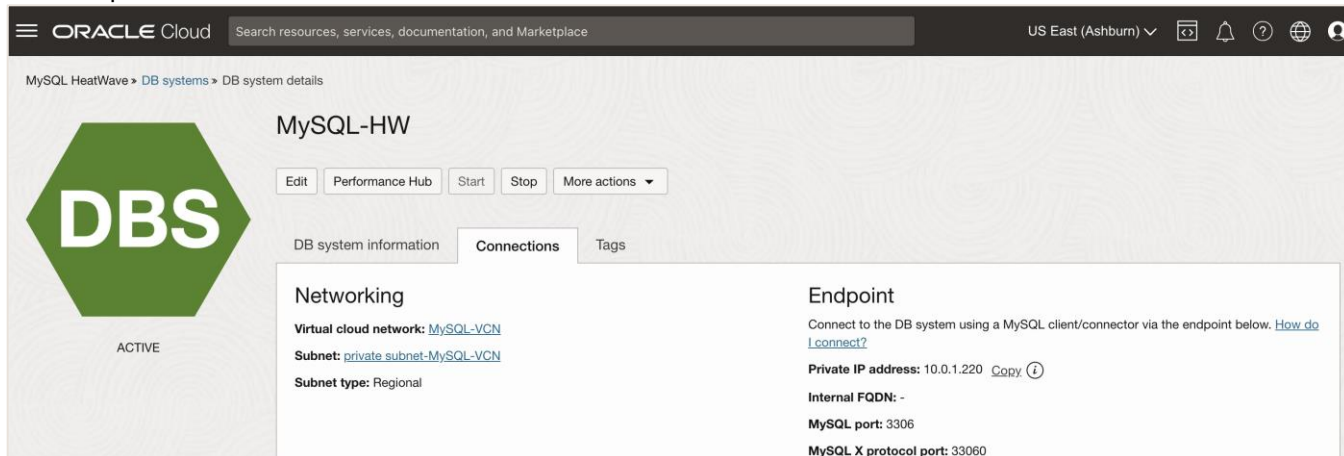 ORACLE Cloud
Search resources, services, documentation, and Marketplace
US East (Ashburn)
MySQL HeatWave » DB systems » DB system details
DBS
ACTIVE
MySQL-HW
Edit Performance Hub Start Stop More actions
DB system information Connections Tags
Networking
Virtual cloud network: MySQL-VCN
Subnet: private subnet-MySQL-VCN
Subnet type: Regional
Endpoint
Connect to the DB system using a MySQL client/connector via the endpoint below. How do
I connect?
Private IP address: 10.0.1.220 Copy
Internal FQDN: -
MySQL port: 3306
MySQL X protocol port: 33060